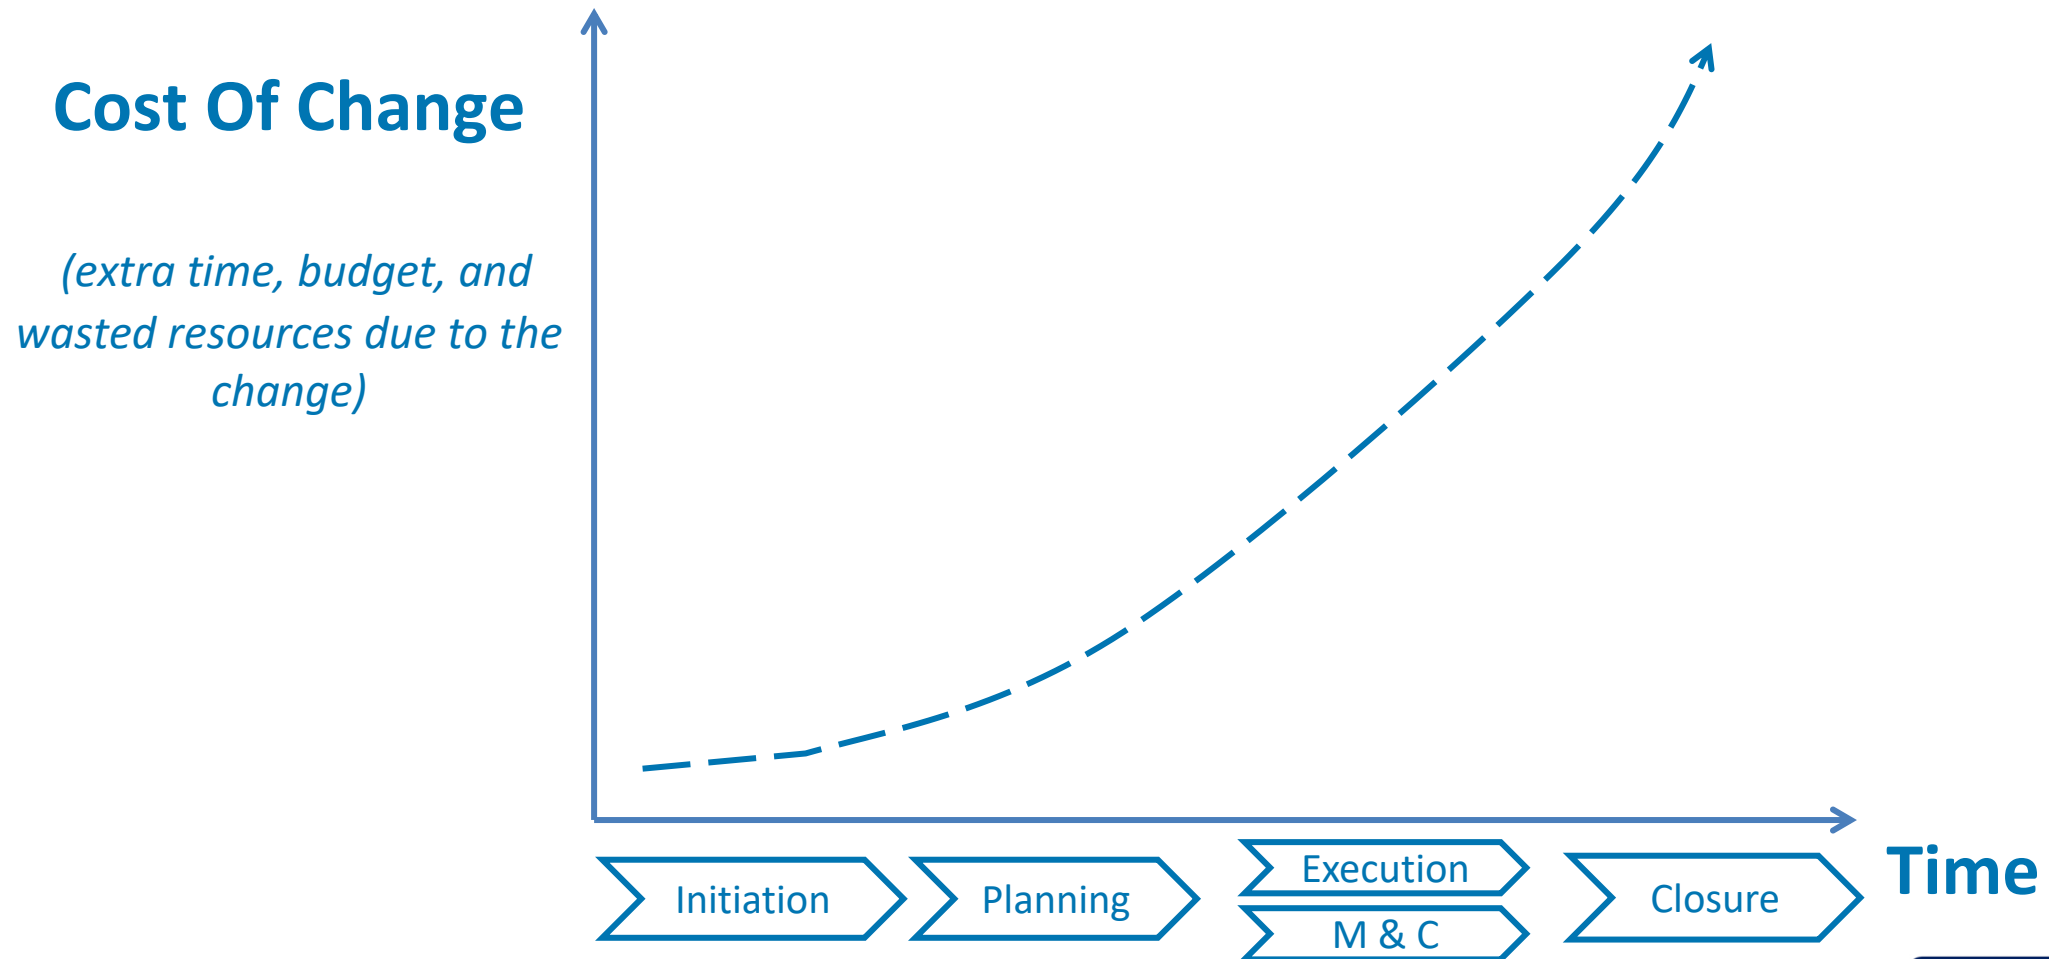 Cost Of Change
(extra time, budget, and
wasted resources due to the
change)
Initiation
Planning
Execution
M & C
Closure
Time